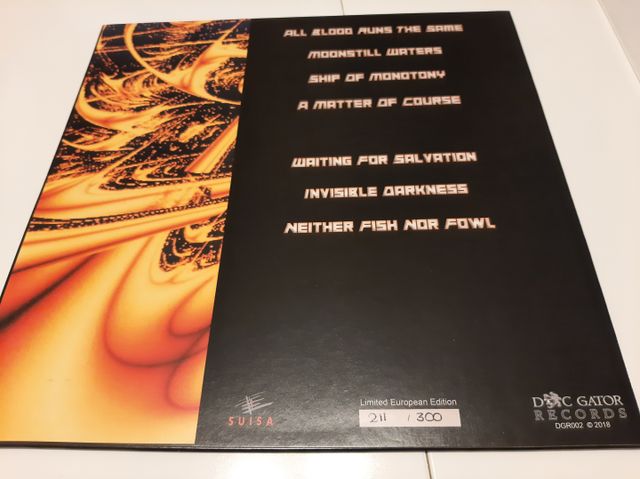 ALL BLOOD RUNS THE SAME
MOONSTILL WATERS
SHIP OF MONOTONY
A MATTER OF COURSE
WAITING FOR SALVATION
INVISIBLE DARKNESS
NEITHER FISH NOR FOWL
Limited European Edition
211 / 300
SUISA
DISC GATOR
RECORDS
DGR002 © 2018